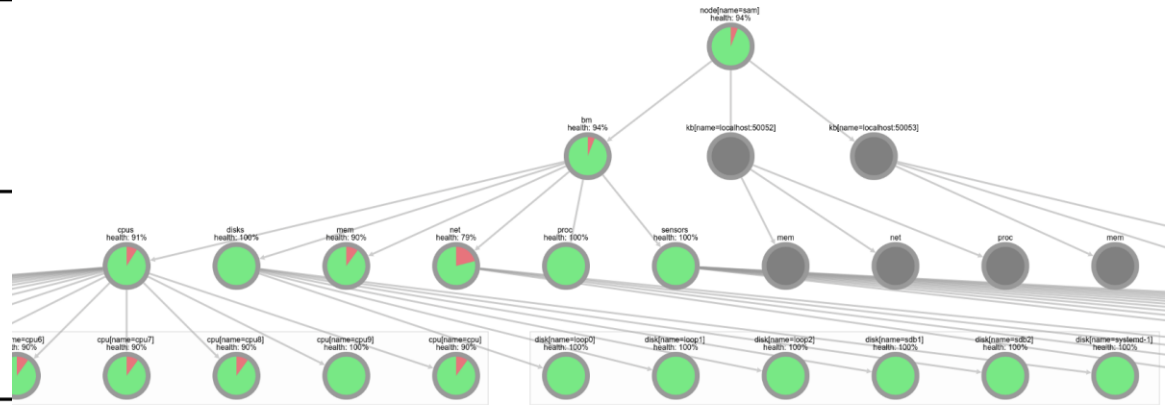 node[name=sam]
health: 94%
bm
health: 94%
kb[name=localhost:50052]
kb[name=localhost:50053]
cpus
health: 91%
disks
health: 100%
mem
health: 90%
net
health: 79%
proc
health: 100%
sensors
health: 100%
mem
net
proc
mem
me=cpu6]
th: 90%
cpu[name=cpu7]
health: 90%
cpu[name=cpu8]
health: 90%
cpu[name=cpu9]
health: 100%
cpu[name=cpu]
health: 90%
disk[name=loop0]
health: 100%
disk[name=loop1]
health: 100%
disk[name=loop2]
health: 100%
disk[name=sdb1]
health: 100%
disk[name=sdb2]
health: 100%
disk[name=systemd-1]
health: 100%